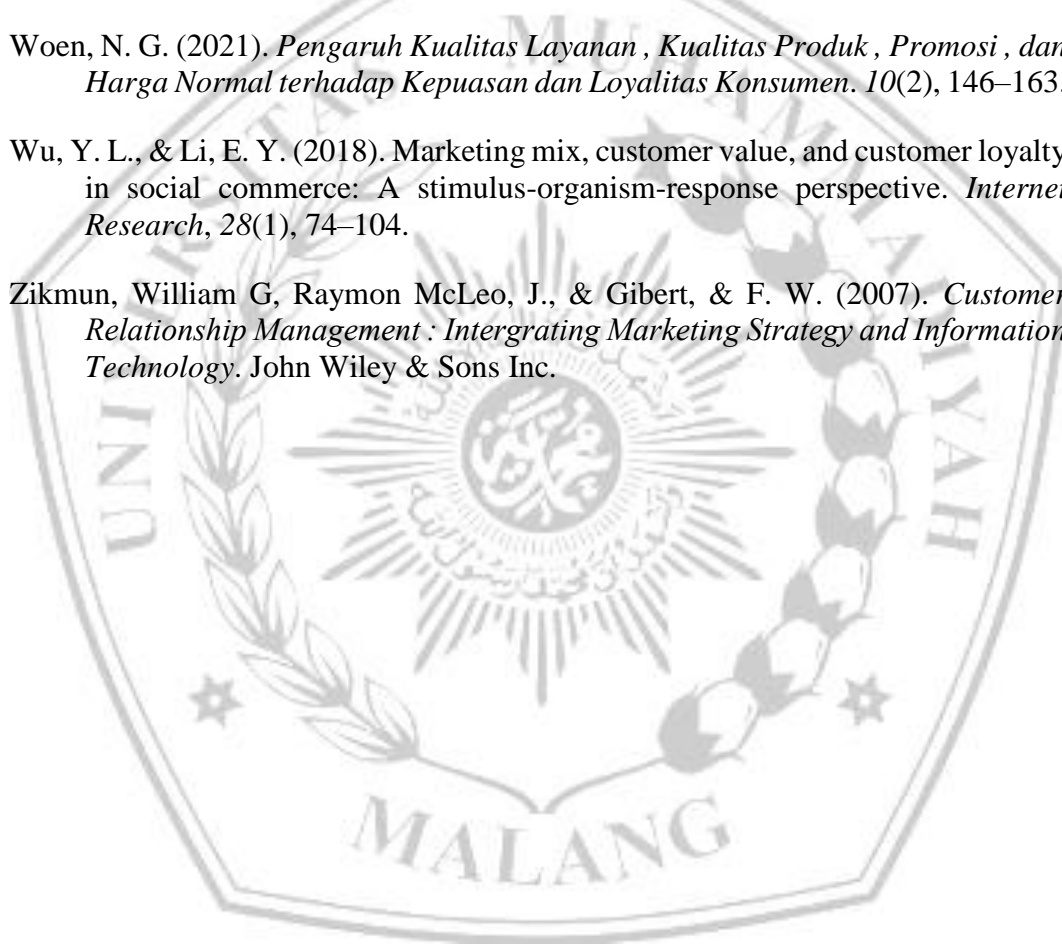 Woen, N. G. (2021). Pengaruh Kualitas Layanan , Kualitas Produk , Promosi , dan
Harga Normal terhadap Kepuasan dan Loyalitas Konsumen. 10(2), 146–163.
Wu, Y. L., & Li, E. Y. (2018). Marketing mix, customer value, and customer loyalty
in social commerce: A stimulus-organism-response perspective. Internet
Research, 28(1), 74–104.
Zikmun, William G, Raymon McLeo, J., & Gibert, & F. W. (2007). Customer
Relationship Management : Intergrating Marketing Strategy and Information
Technology. John Wiley & Sons Inc.
UNIVERSITAS MUHAMMADIYAH
MALANG